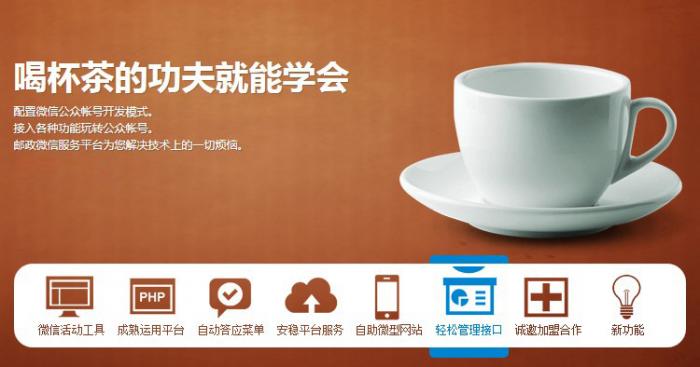 喝杯茶的功夫就能学会
配置微信公众帐号开发模式。
接入各种功能玩转公众帐号。
邮政微信服务平台为您解决技术上的一切烦恼。
PHP
微信活动工具 成熟运用平台 自动答应菜单 安稳平台服务 自助微型网站 轻松管理接口 诚邀加盟合作 新功能